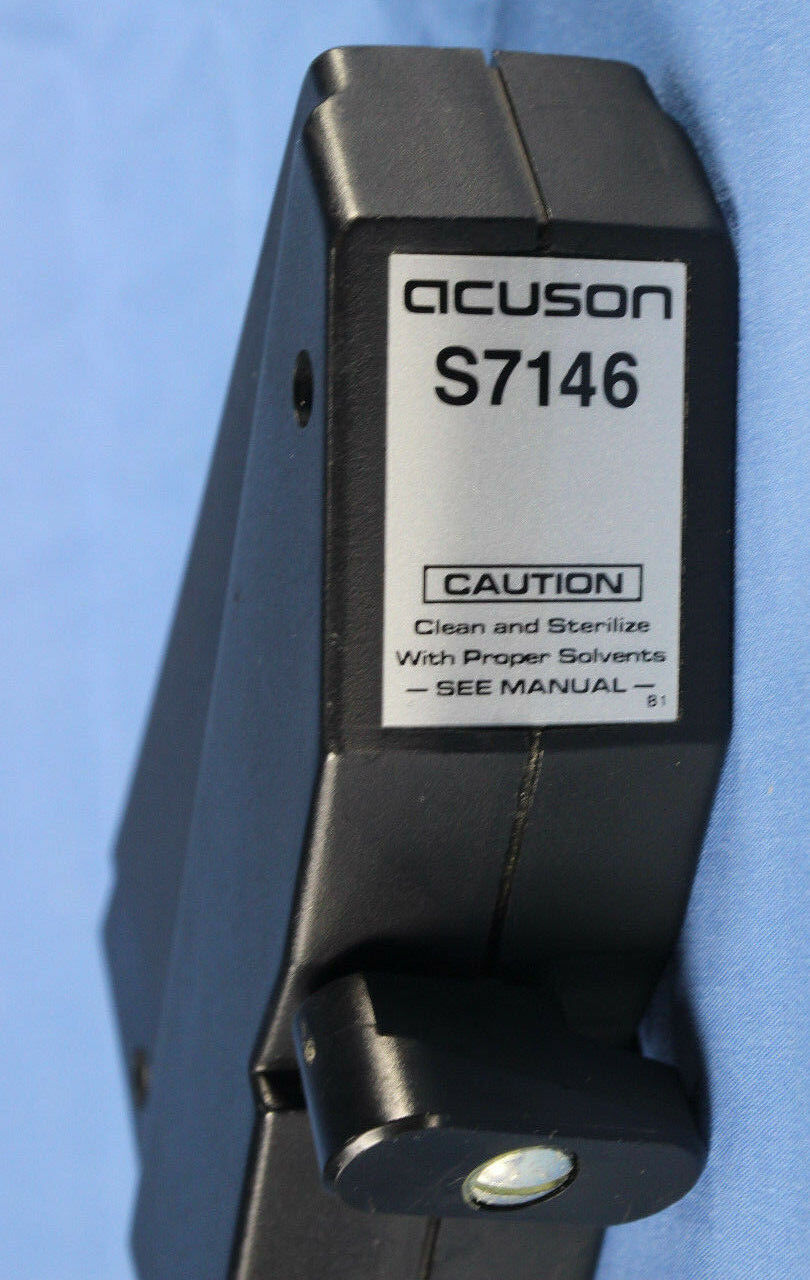 acuson
S7146
CAUTION
Clean and Sterilize
With Proper Solvents
— SEE MANUAL —
B1